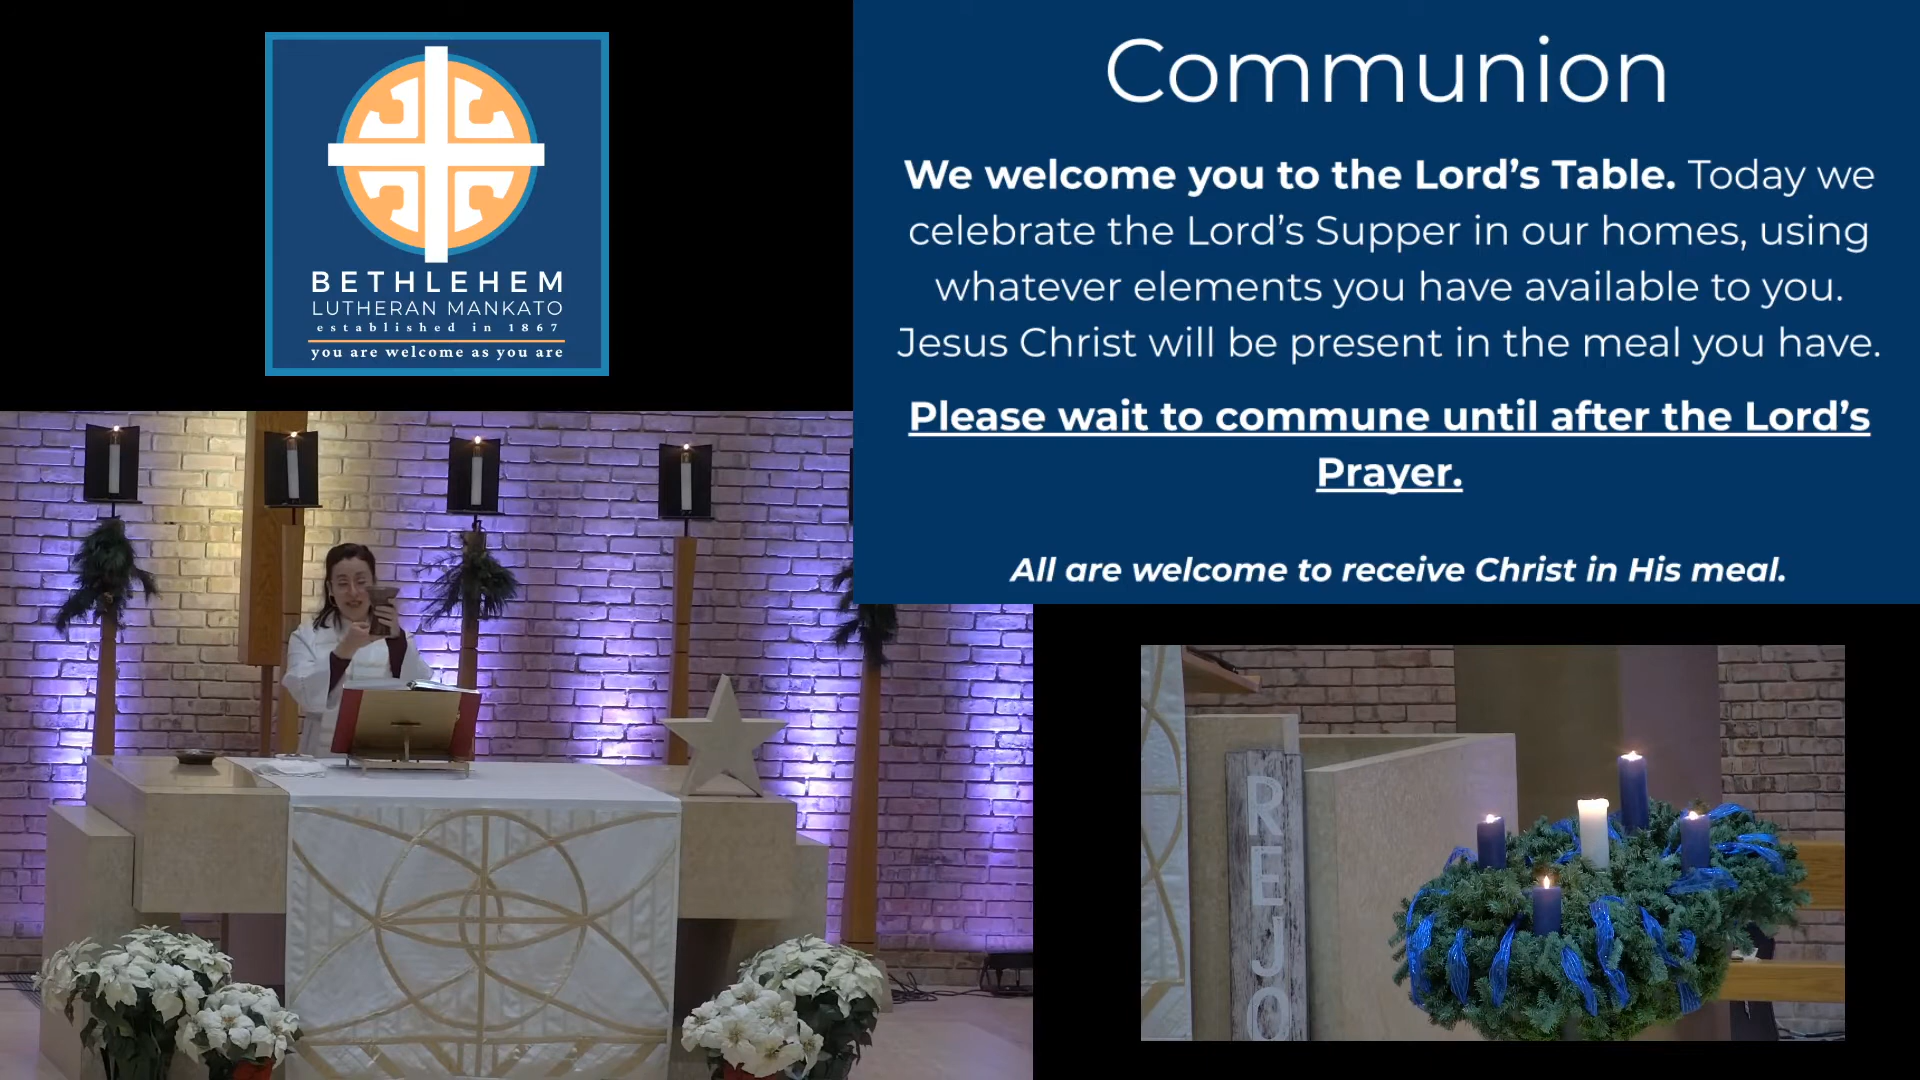 BETHLEHEM
LUTHERAN MANKATO
established in 1867
you are welcome as you are
Communion
We welcome you to the Lord's Table. Today we
celebrate the Lord's Supper in our homes, using
whatever elements you have available to you.
Jesus Christ will be present in the meal you have.
Please wait to commune until after the Lord's
Prayer.
All are welcome to receive Christ in His meal.
REJO